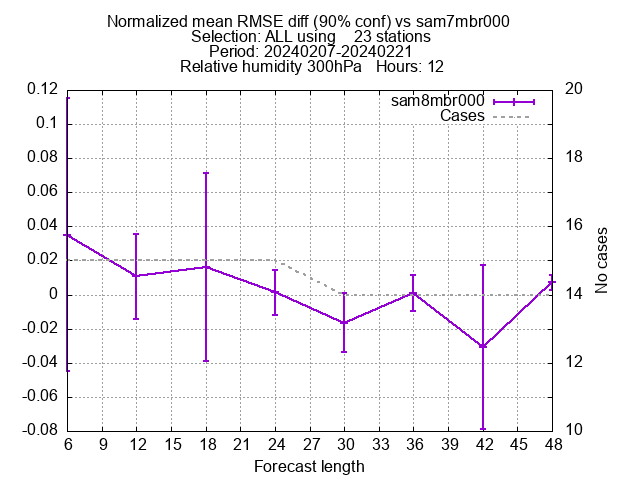 Normalized mean RMSE diff (90% conf) vs sam7mbr000
Selection: ALL using    23 stations
Period: 20240207-20240221
Relative humidity 300hPa   Hours: 12
sam8mbr000
Cases
0.12
0.1
0.08
0.06
0.04
0.02
0
-0.02
-0.04
-0.06
-0.08
20
18
16
14
12
10
No cases
6 9 12 15 18 21 24 27 30 33 36 39 42 45 48
Forecast length